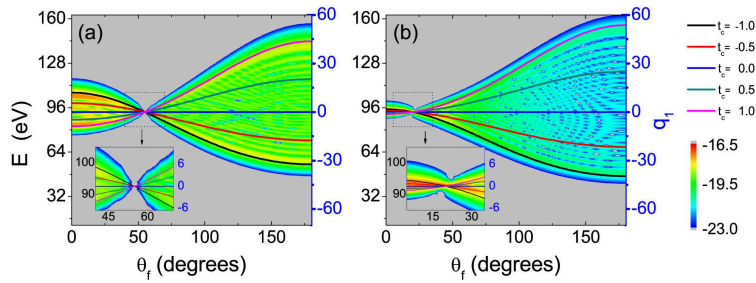 (a)
160
128
96
64
32
E (eV)
100
90
45 60
6
0
-6
0 50 100 150
θf (degrees)
60
30
0
-30
-60
(b)
160
128
96
64
32
100
90
15 30
6
0
-6
0 50 100 150
θf (degrees)
60
30
0
-30
-60
q1
tc = -1.0
tc = -0.5
tc = 0.0
tc = 0.5
tc = 1.0
-16.5
-19.5
-23.0